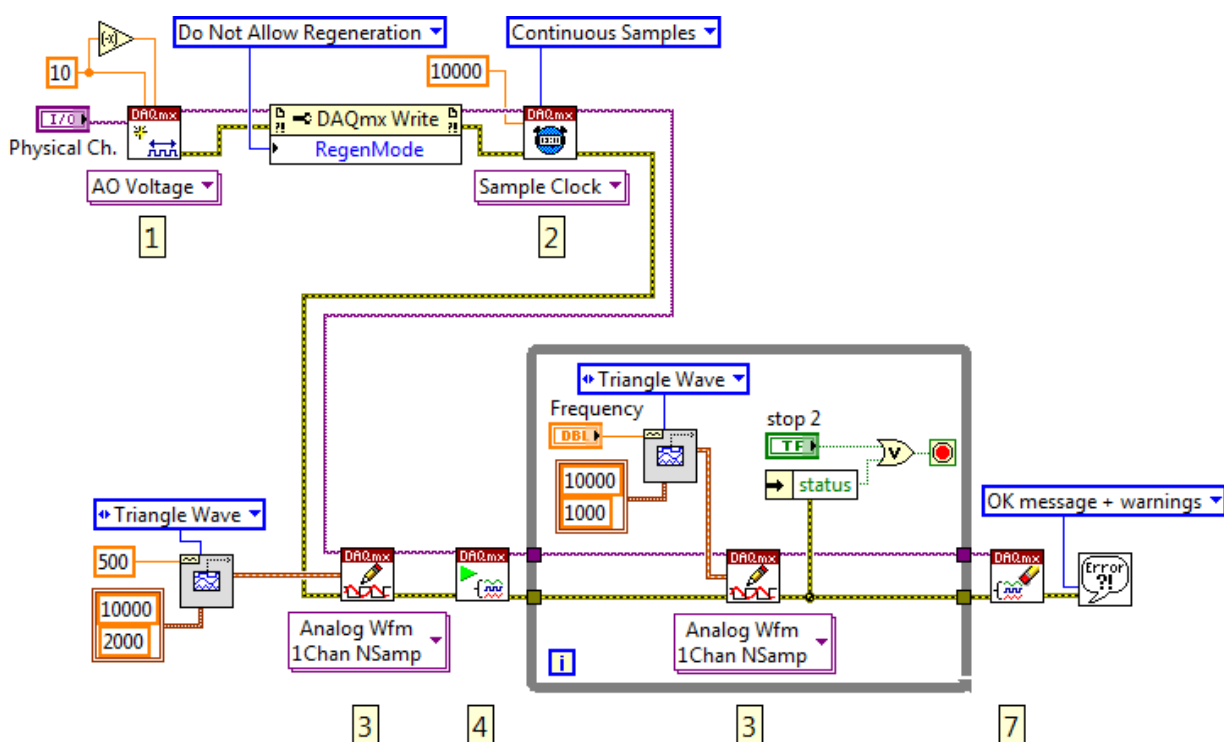 Do Not Allow Regeneration
Continuous Samples
(-x)
10
10000
I/O
Physical Ch.
DAQmx
DAQmx Write
RegenMode
DAQmx
AO Voltage
Sample Clock
1
2
Triangle Wave
Frequency
DBL
10000
1000
stop 2
TF
V
status
Triangle Wave
500
10000
2000
DAQmx
DAQmx
DAQmx
DAQmx
OK message + warnings
Error
?!
Analog Wfm
1Chan NSamp
Analog Wfm
1Chan NSamp
i
3
4
3
7